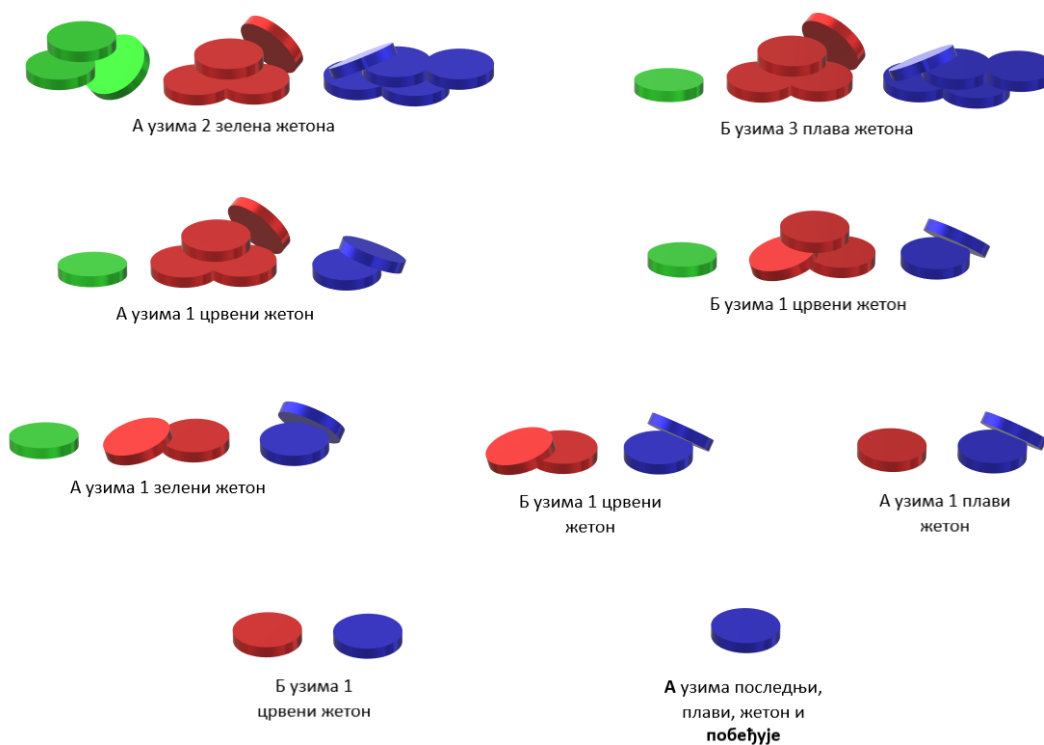 А узима 2 зелена жетона
Б узима 3 плава жетона
А узима 1 црвени жетон
Б узима 1 црвени жетон
А узима 1 зелени жетон
Б узима 1 црвени
жетон
А узима 1 плави
жетон
Б узима 1
црвени жетон
А узима последњи,
плави, жетон и
побеђује